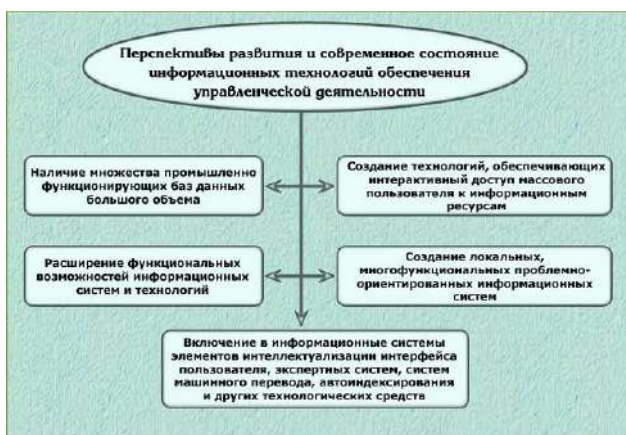 Перспективы развития и современное состояние
информационных технологий обеспечения
управленческой деятельности
Наличие множества промышленно
функционирующих баз данных
большого объема
Создание технологий, обеспечивающих
интерактивный доступ массового
пользователя к информационным
ресурсам
Расширение функциональных
возможностей информационных
систем и технологий
Создание локальных,
многофункциональных проблемно-
ориентированных информационных
систем
Включение в информационные системы
элементов интеллектуализации интерфейса
пользователя, экспертных систем, систем
машинного перевода, автоиндексирования
и других технологических средств